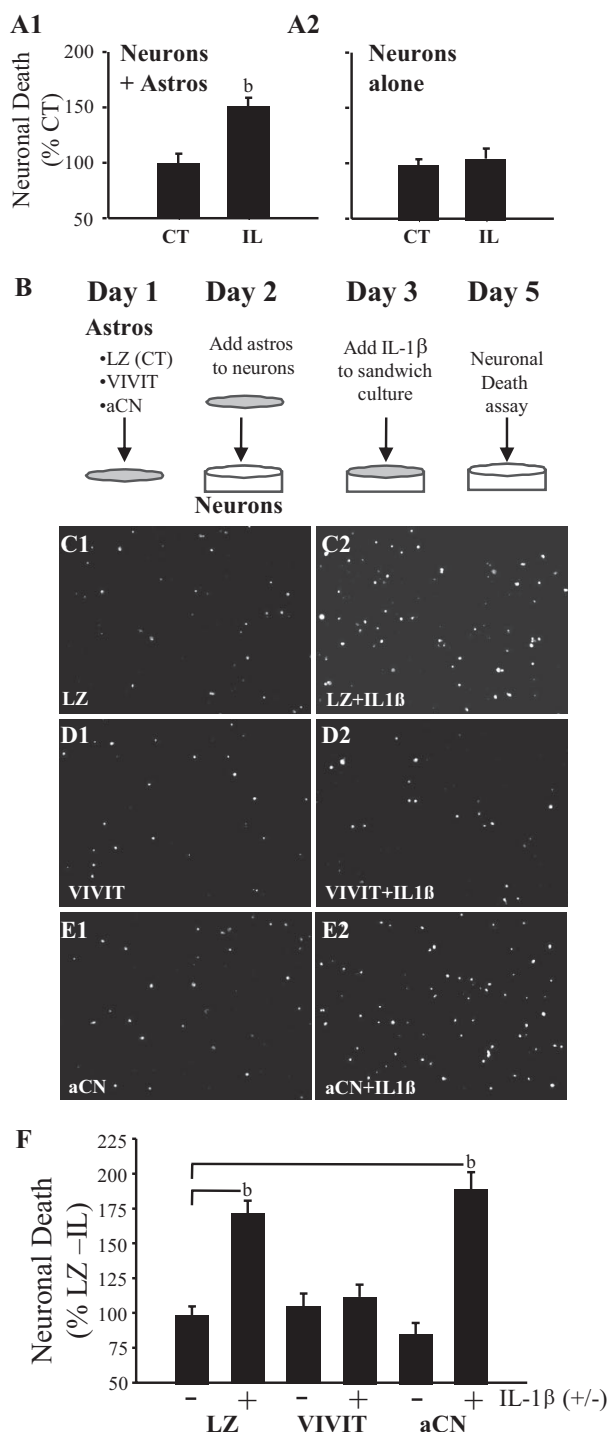 A1
A2
Neuronal Death
(% CT)
200
150
100
50
Neurons
+ Astros
b
CT
IL
Neurons
alone
CT
IL
B
Day 1
Day 2
Day 3
Day 5
Astros
•LZ (CT)
•VIVIT
•aCN
Add astros
to neurons
Add IL-1β
to sandwich
culture
Neuronal
Death
assay
Neurons
C1
LZ
C2
LZ+IL1ß
D1
VIVIT
D2
VIVIT+IL1ß
E1
aCN
E2
aCN+IL1ß
F
Neuronal Death
(% LZ –IL)
225
200
175
150
125
100
75
50
b
b
− + − + − + IL-1β (+/-)
LZ VIVIT aCN